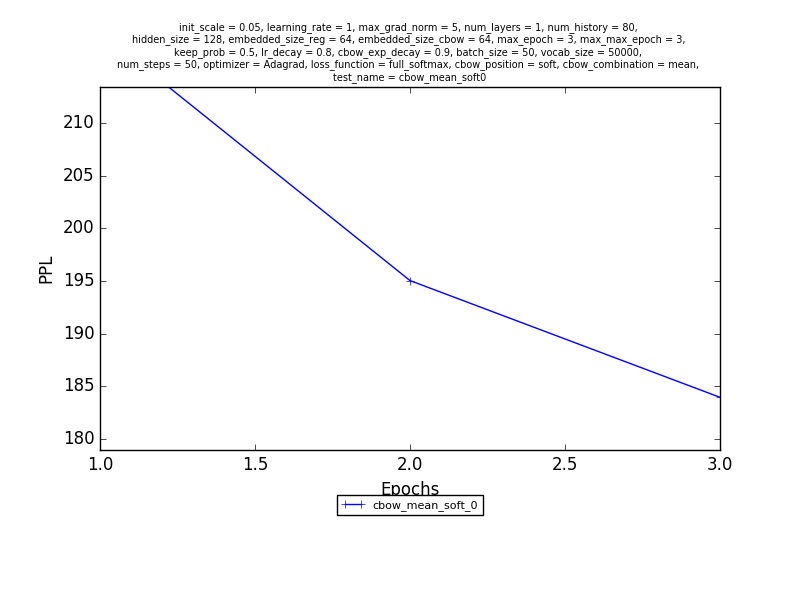 init_scale = 0.05, learning_rate = 1, max_grad_norm = 5, num_layers = 1, num_history = 80,
hidden_size = 128, embedded_size_reg = 64, embedded_size_cbow = 64, max_epoch = 3, max_max_epoch = 3,
keep_prob = 0.5, lr_decay = 0.8, cbow_exp_decay = 0.9, batch_size = 50, vocab_size = 50000,
num_steps = 50, optimizer = Adagrad, loss_function = full_softmax, cbow_position = soft, cbow_combination = mean,
test_name = cbow_mean_soft0
210
205
200
195
190
185
180
PPL
1.0 1.5 2.0 2.5 3.0
Epochs
cbow_mean_soft_0